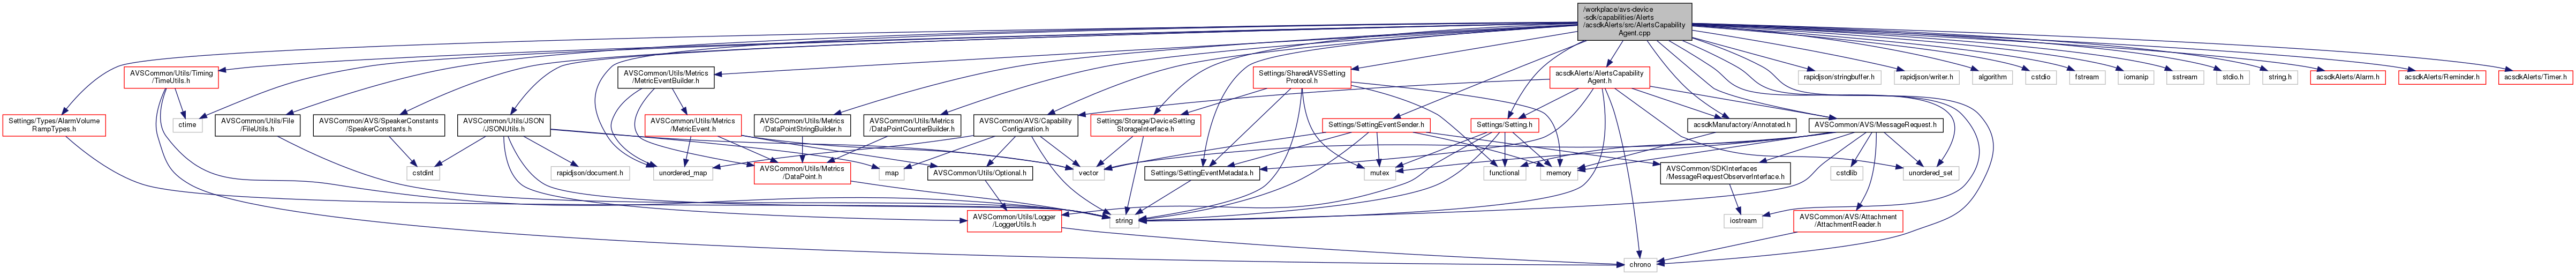 /workplace/avs-device
-sdk/capabilities/Alerts
/acsdkAlerts/src/AlertsCapability
Agent.cpp
AVSCommon/Utils/Timing
/TimeUtils.h
AVSCommon/Utils/Metrics
/MetricEventBuilder.h
Settings/SharedAVSSetting
Protocol.h
acsdkAlerts/AlertsCapability
Agent.h
rapidjson/stringbuffer.h
rapidjson/writer.h
algorithm
cstdio
fstream
iomanip
sstream
stdio.h
string.h
acsdkAlerts/Alarm.h
acsdkAlerts/Reminder.h
acsdkAlerts/Timer.h
Settings/Types/AlarmVolume
RampTypes.h
ctime
AVSCommon/Utils/File
/FileUtils.h
AVSCommon/AVS/SpeakerConstants
/SpeakerConstants.h
AVSCommon/Utils/JSON
/JSONUtils.h
AVSCommon/Utils/Metrics
/MetricEvent.h
AVSCommon/Utils/Metrics
/DataPointStringBuilder.h
AVSCommon/Utils/Metrics
/DataPointCounterBuilder.h
AVSCommon/AVS/Capability
Configuration.h
Settings/Storage/DeviceSetting
StorageInterface.h
Settings/SettingEventSender.h
Settings/Setting.h
acsdkManufactory/Annotated.h
AVSCommon/AVS/MessageRequest.h
cstdint
rapidjson/document.h
unordered_map
AVSCommon/Utils/Metrics
/DataPoint.h
map
AVSCommon/Utils/Optional.h
vector
Settings/SettingEventMetadata.h
mutex
functional
memory
AVSCommon/SDKInterfaces
/MessageRequestObserverInterface.h
cstdlib
unordered_set
AVSCommon/Utils/Logger
/LoggerUtils.h
string
iostream
AVSCommon/AVS/Attachment
/AttachmentReader.h
chrono